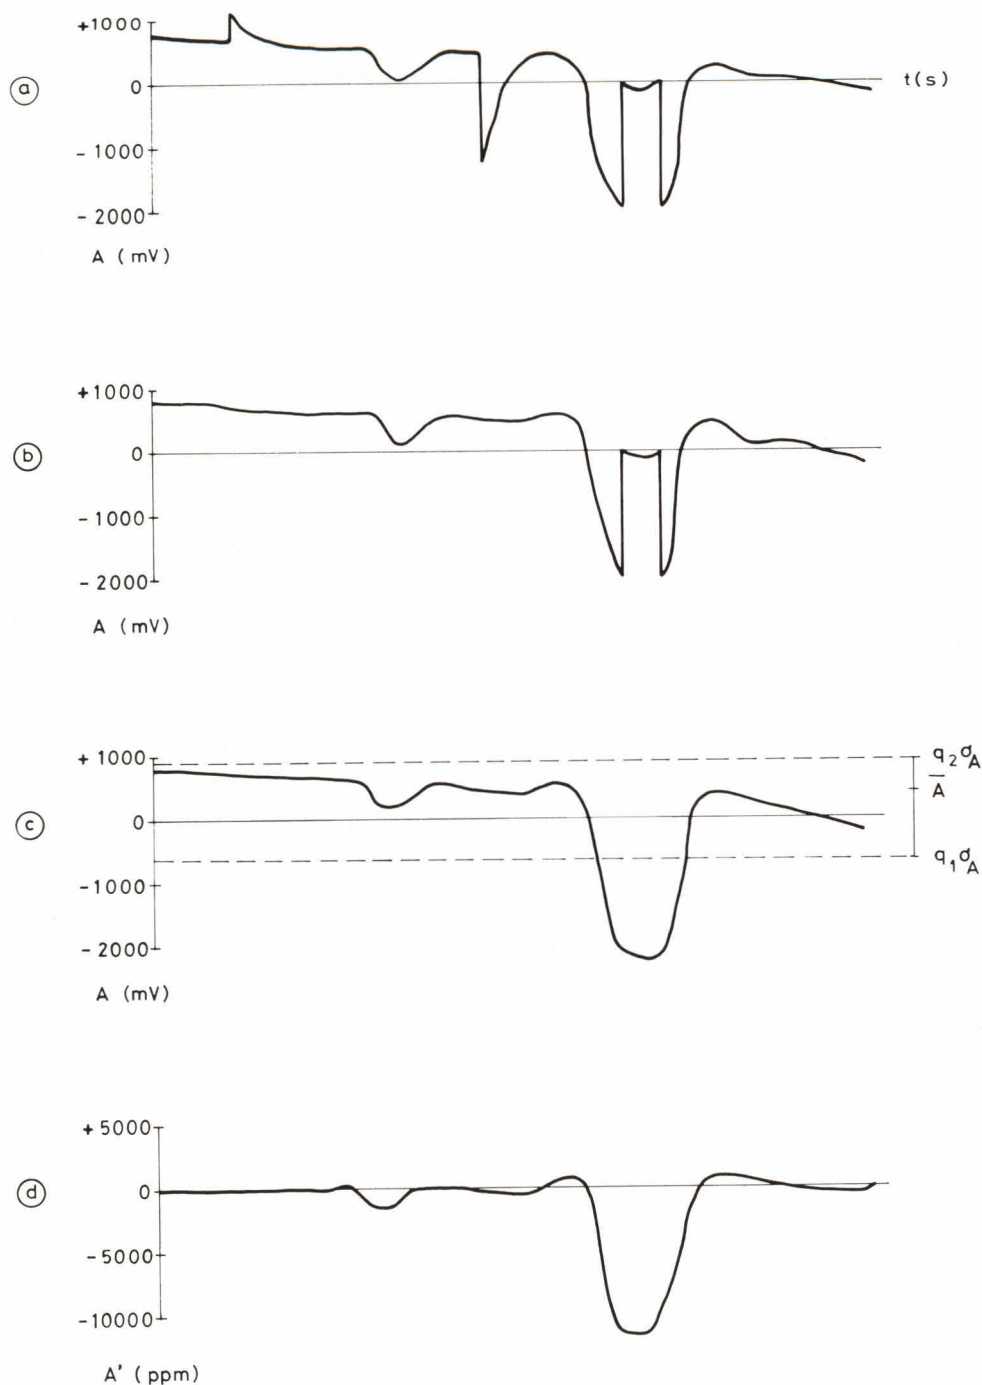 +1000
t(s)
a
0
- 1000
- 2000
A (mV)
+ 1000
b
0
- 1000
- 2000
A (mV)
+ 1000
q₂σA
A̅
c
0
q₁σA
- 1000
- 2000
A (mV)
+ 5000
d
0
- 5000
- 10000
A' (ppm)